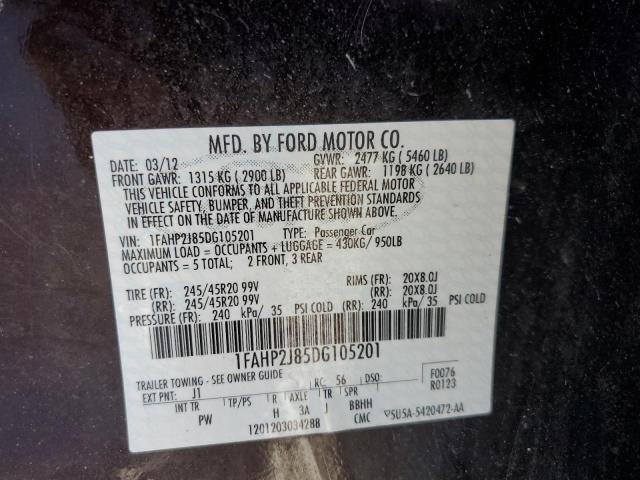 MFD. BY FORD MOTOR CO.
DATE: 03/12 GVWR: 2477 KG ( 5460 LB)
FRONT GAWR: 1315 KG ( 2900 LB) REAR GAWR: 1198 KG ( 2640 LB)
THIS VEHICLE CONFORMS TO ALL APPLICABLE FEDERAL MOTOR
VEHICLE SAFETY, BUMPER, AND THEFT PREVENTION STANDARDS
IN EFFECT ON THE DATE OF MANUFACTURE SHOWN ABOVE.
VIN: 1FAHP2J85DG105201 TYPE: Passenger Car
MAXIMUM LOAD = OCCUPANTS + LUGGAGE = 430KG/ 950LB
OCCUPANTS = 5 TOTAL; 2 FRONT, 3 REAR
TIRE (FR): 245/45R20 99V RIMS (FR): 20X8.0J
(RR): 245/45R20 99V (RR): 20X8.0J
PRESSURE (FR): 240 kPa/ 35 PSI COLD (RR): 240 kPa/ 35 PSI COLD
1FAHP2J85DG105201
TRAILER TOWING - SEE OWNER GUIDE RC: 56 DSO: F0076
EXT PNT: J1 R0123
INT TR TP/PS R AXLE TR SPR
PW H 3A J BBHH
12012030342BB CMC SU5A-5420472-AA